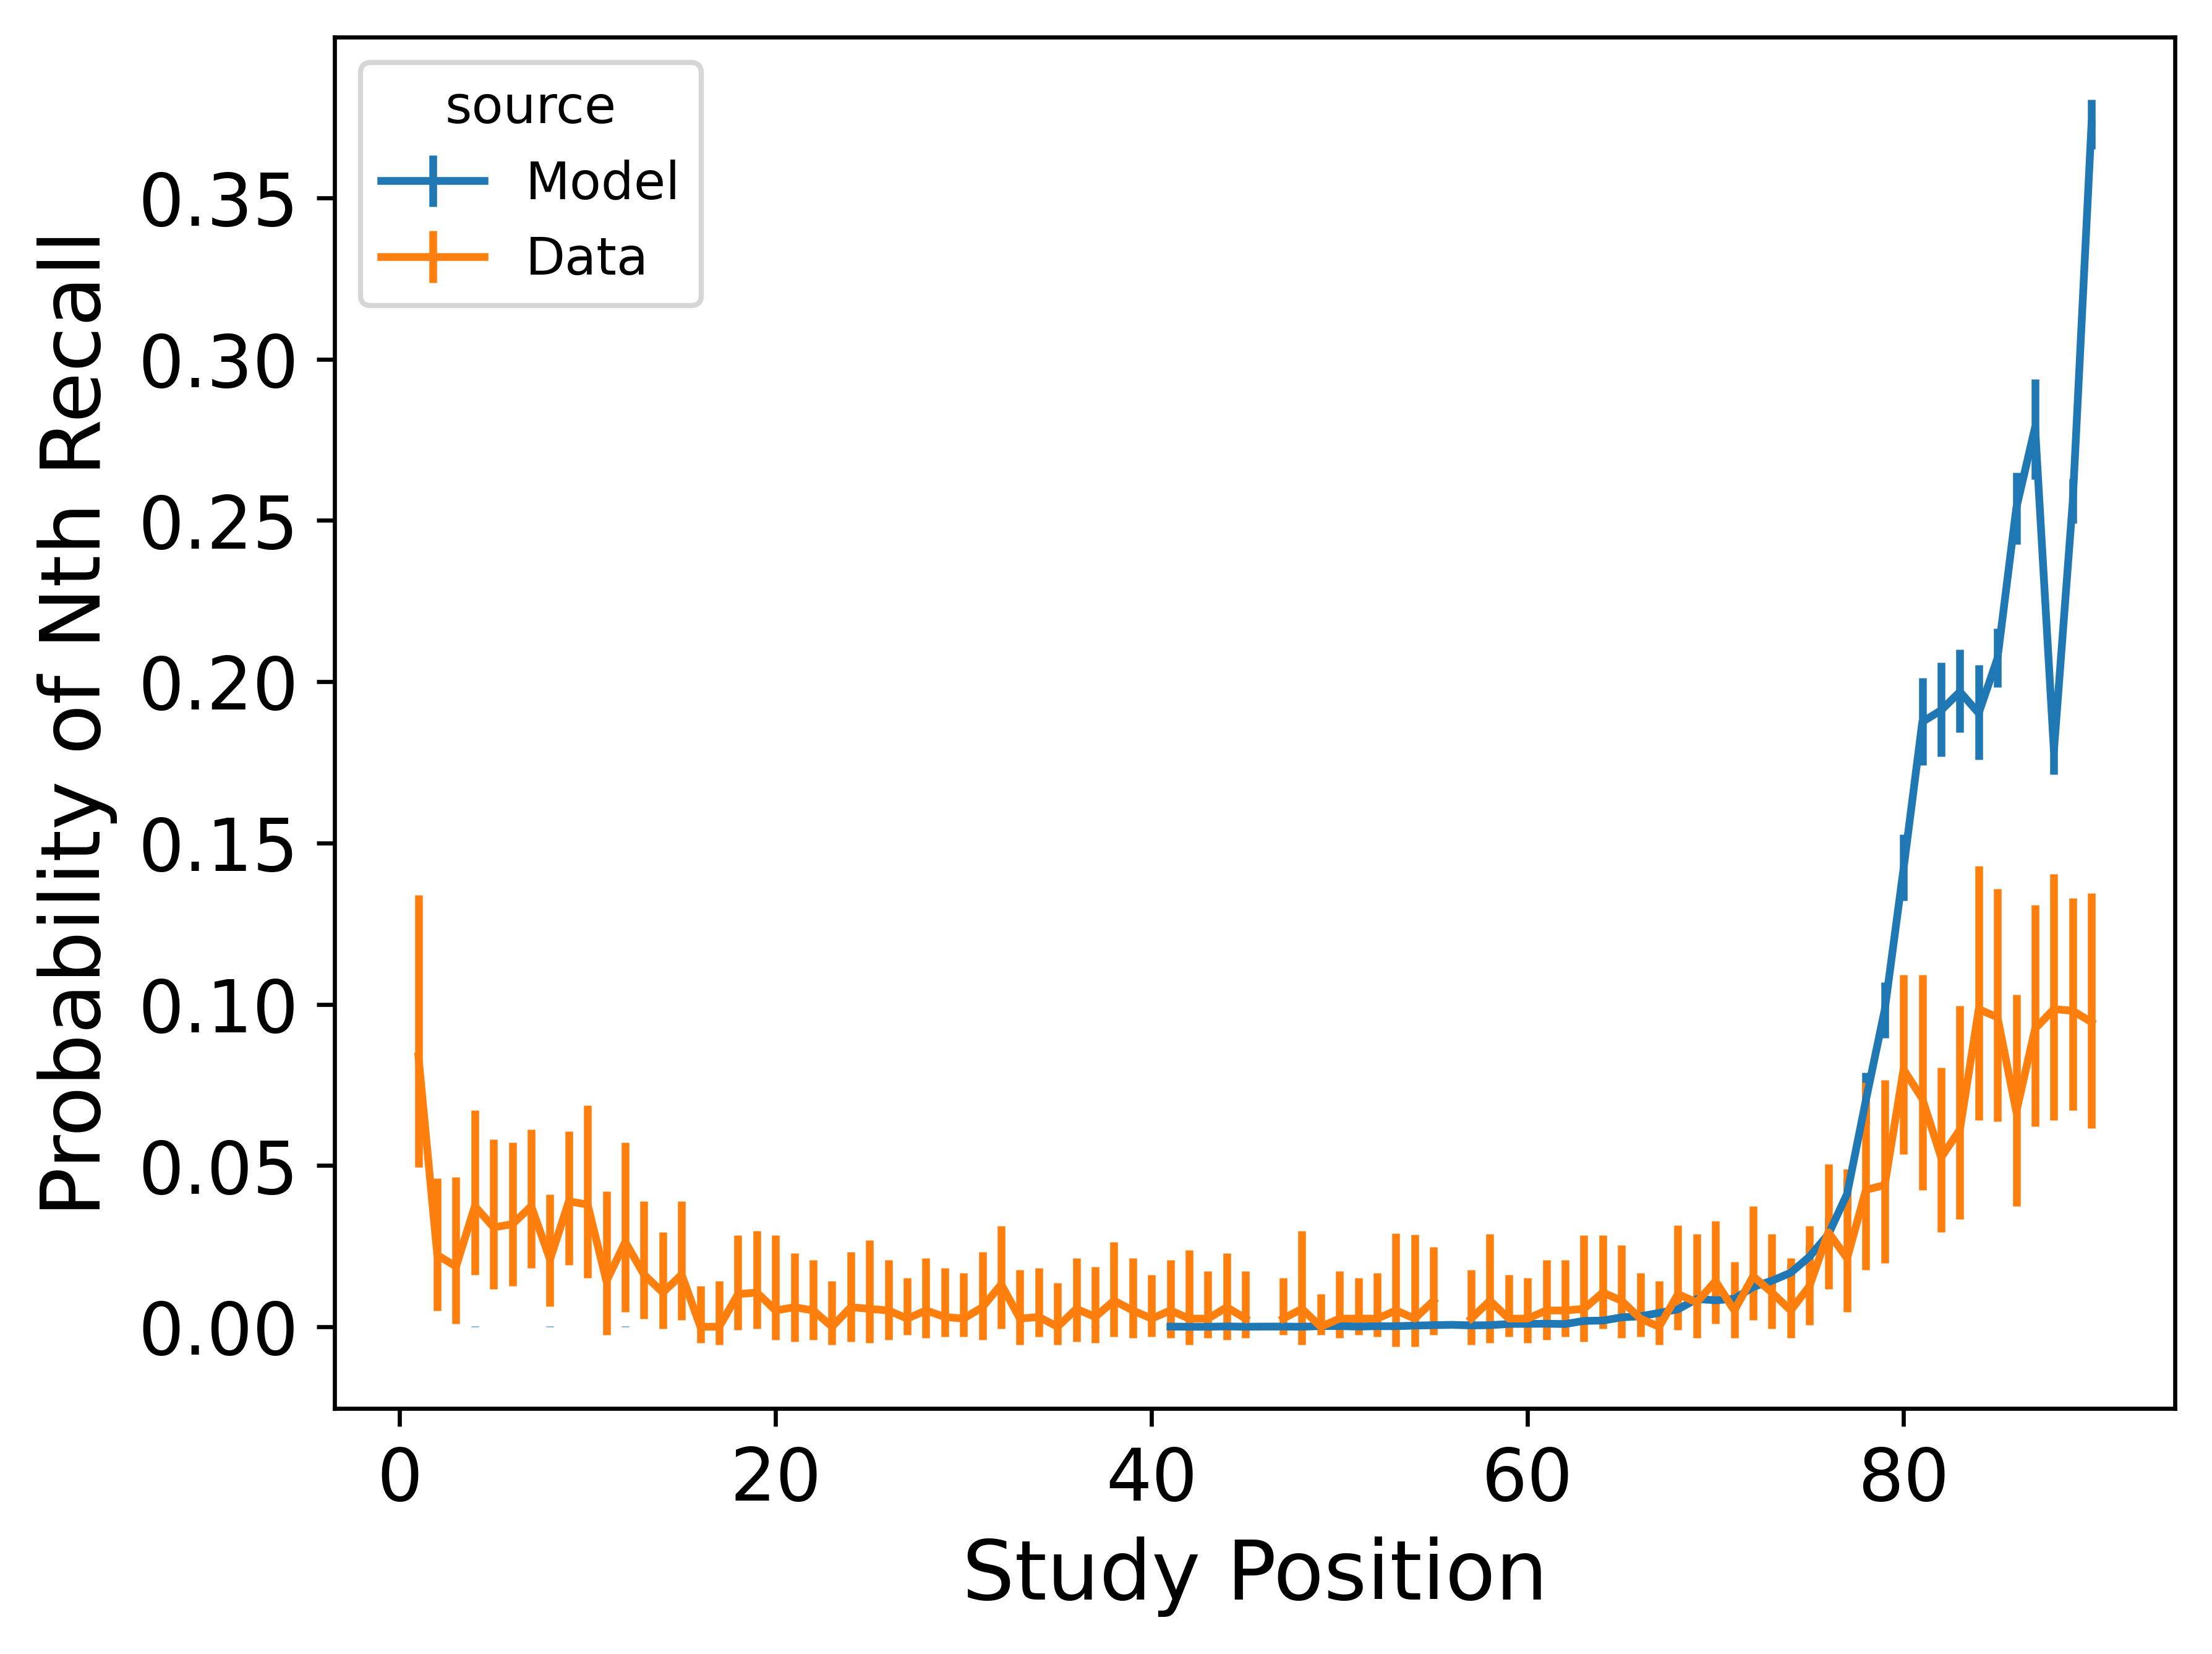 source
Model
Data
Probability of Nth Recall
0.35
0.30
0.25
0.20
0.15
0.10
0.05
0.00
0 20 40 60 80
Study Position